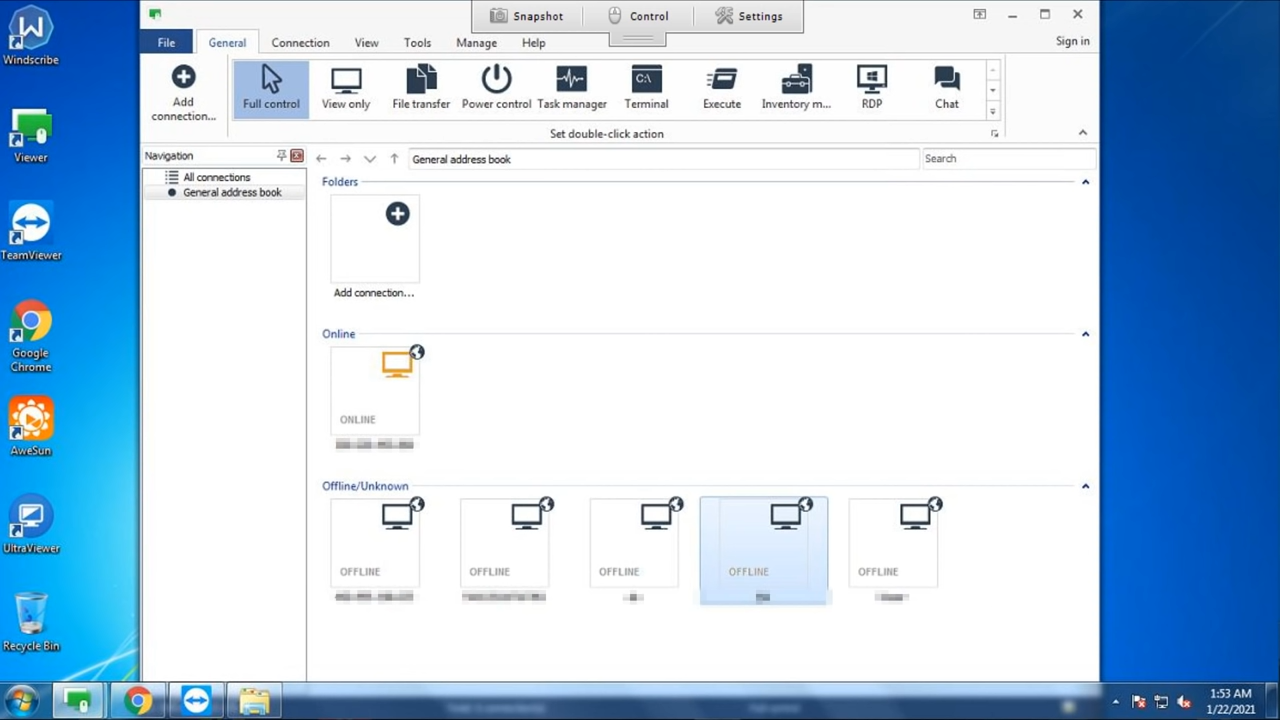 Snapshot Control Settings
File General Connection View Tools Manage Help Sign in
Add connection...
Full control
View only
File transfer
Power control
Task manager
C:\
Terminal
Execute
Inventory m...
RDP
Chat
Set double-click action
Navigation
All connections
General address book
General address book
Search
Folders
Add connection...
Online
ONLINE
Offline/Unknown
OFFLINE OFFLINE OFFLINE OFFLINE OFFLINE
Windscribe
Viewer
TeamViewer
Google
Chrome
AweSun
UltraViewer
Recycle Bin
1:53 AM
1/22/2021